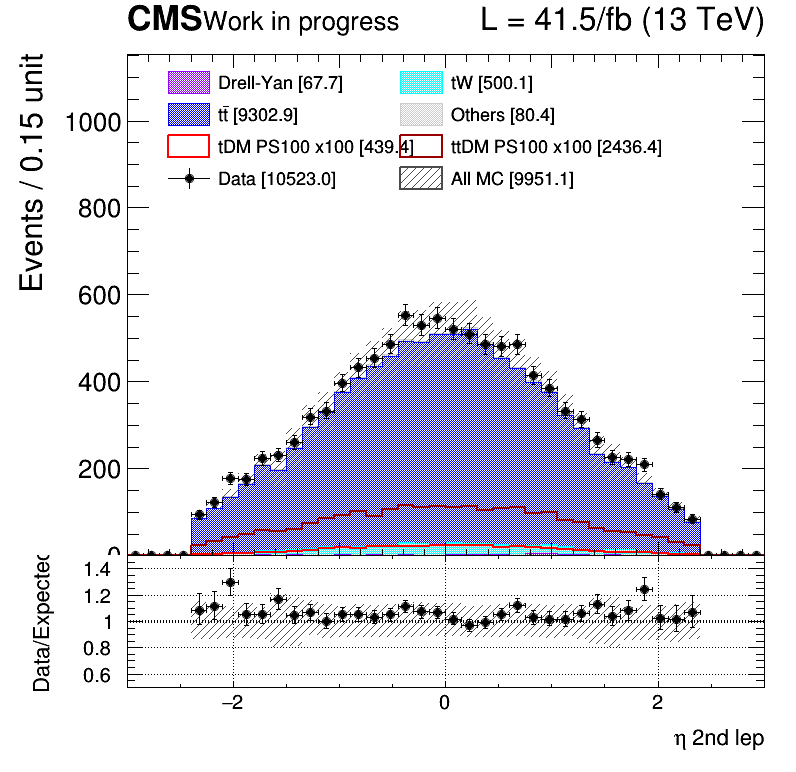 CMS Work in progress L = 41.5/fb (13 TeV)
Events / 0.15 unit
Drell-Yan [67.7] tW [500.1]
tt̄ [9302.9] Others [80.4]
tDM PS100 x100 [439.4] ttDM PS100 x100 [2436.4]
Data [10523.0] All MC [9951.1]
1000
800
600
400
200
0
Data/Expected
1.4
1.2
1
0.8
0.6
−2 0 2
η 2nd lep